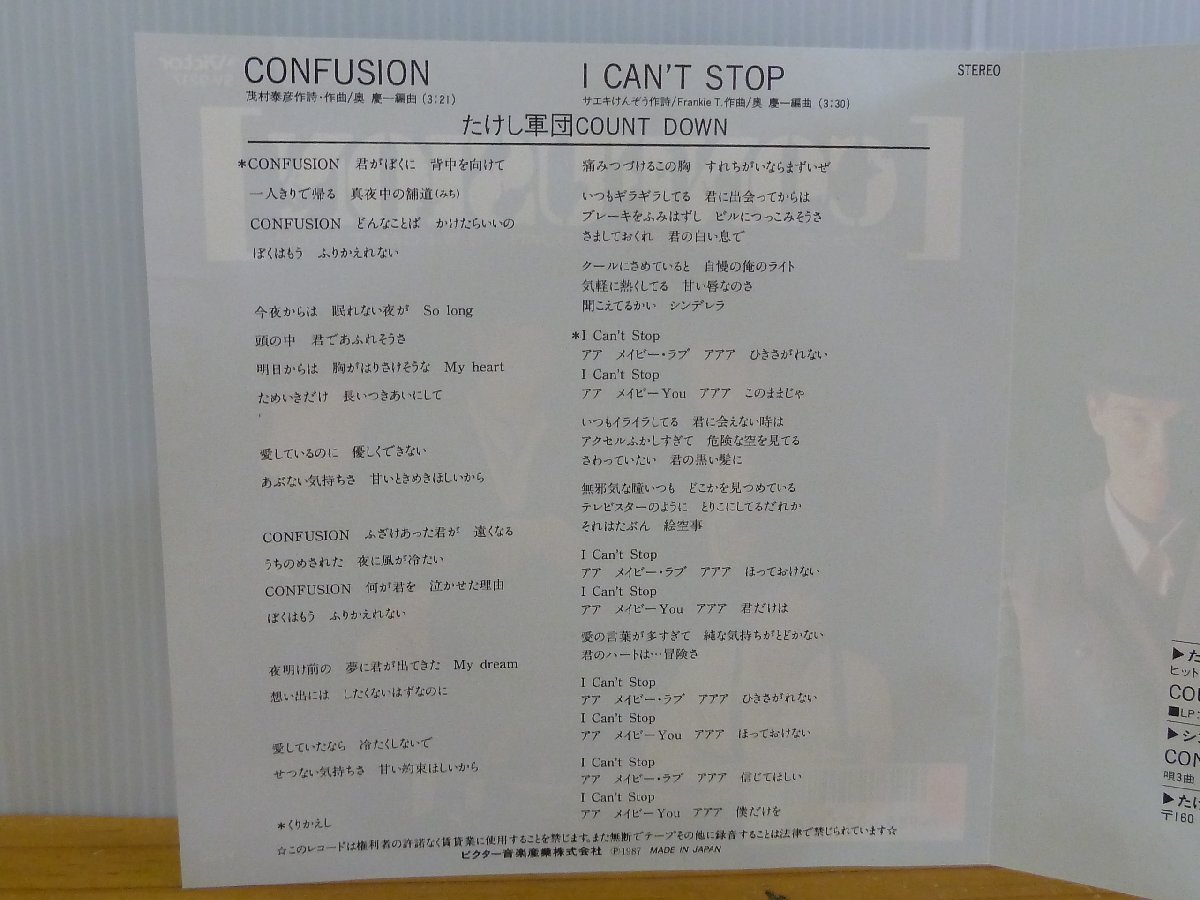 CONFUSION
茂村泰彦作詩・作曲/奥 慶一編曲 (3:21)
I CAN'T STOP
サエキけんぞう作詩/Frankie T.作曲/奥 慶一編曲 (3:30)
STEREO
たけし軍団COUNT DOWN
*CONFUSION 君がぼくに 背中を向けて
一人きりで帰る 真夜中の舗道(みち)
CONFUSION どんなことば かけたらいいの
ぼくはもう ふりかえれない
今夜からは 眠れない夜が So long
頭の中 君であふれそうさ
明日からは 胸がはりさけそうな My heart
ためいきだけ 長いつきあいにして
愛しているのに 優しくできない
あぶない気持ちさ 甘いときめきほしいから
CONFUSION ふざけあった君が 遠くなる
うちのめされた 夜に風が冷たい
CONFUSION 何が君を 泣かせた理由
ぼくはもう ふりかえれない
夜明け前の 夢に君が出てきた My dream
想い出には したくないはずなのに
愛していたなら 冷たくしないで
せつない気持ちさ 甘い約束ほしいから
*くりかえし
痛みつづけるこの胸 すれちがいならまずいぜ
いつもギラギラしてる 君に出会ってからは
ブレーキをふみはずし ビルにつっこみそうさ
さましておくれ 君の白い息で
クールにさめていると 自慢の俺のライト
気軽に熱くしてる 甘い唇なのさ
聞こえてるかい シンデレラ
*I Can't Stop
アア メイビー・ラブ アアア ひきさがれない
I Can't Stop
アア メイビーYou アアア このままじゃ
いつもイライラしてる 君に会えない時は
アクセルふかしすぎて 危険な空を見てる
さわっていたい 君の黒い髪に
無邪気な瞳いつも どこかを見つめている
テレビスターのように とりこにしてるだれか
それはたぶん 絵空事
I Can't Stop
アア メイビー・ラブ アアア ほっておけない
I Can't Stop
アア メイビーYou アアア 君だけは
愛の言葉が多すぎて 純な気持ちがとどかない
君のハートは…冒険さ
I Can't Stop
アア メイビー・ラブ アアア ひきさがれない
I Can't Stop
アア メイビーYou アアア ほっておけない
I Can't Stop
アア メイビー・ラブ アアア 信じてほしい
I Can't Stop
アア メイビーYou アアア 僕だけを
☆このレコードは権利者の許諾なく賃貸業に使用することを禁じます。また無断でテープその他に録音することは法律で禁じられています☆
ビクター音楽産業株式会社 Ⓟ1987 MADE IN JAPAN
▶た
ヒット
COU
■LP:
▶シ
CON
唄3曲
▶たけ
〒160